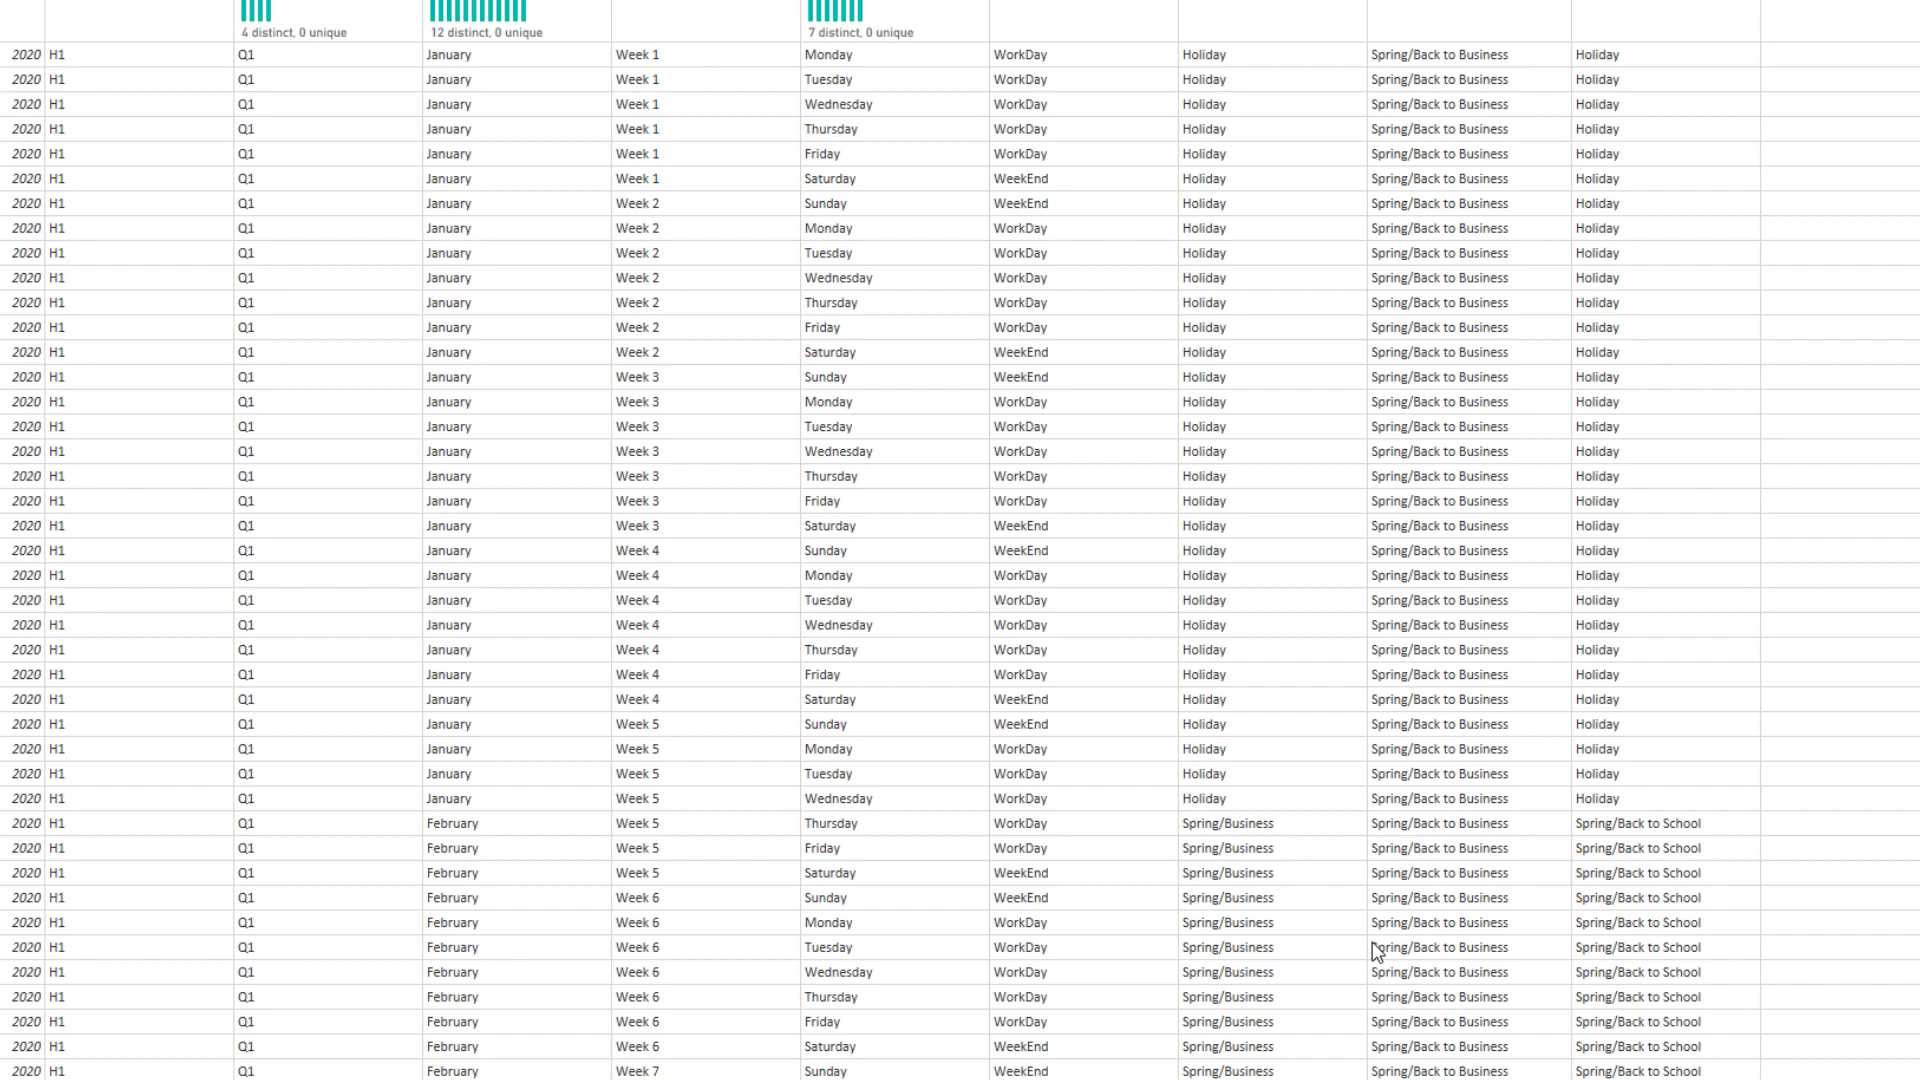 4 distinct, 0 unique 12 distinct, 0 unique 7 distinct, 0 unique
2020 H1 Q1 January Week 1 Monday WorkDay Holiday Spring/Back to Business Holiday
2020 H1 Q1 January Week 1 Tuesday WorkDay Holiday Spring/Back to Business Holiday
2020 H1 Q1 January Week 1 Wednesday WorkDay Holiday Spring/Back to Business Holiday
2020 H1 Q1 January Week 1 Thursday WorkDay Holiday Spring/Back to Business Holiday
2020 H1 Q1 January Week 1 Friday WorkDay Holiday Spring/Back to Business Holiday
2020 H1 Q1 January Week 1 Saturday WeekEnd Holiday Spring/Back to Business Holiday
2020 H1 Q1 January Week 2 Sunday WeekEnd Holiday Spring/Back to Business Holiday
2020 H1 Q1 January Week 2 Monday WorkDay Holiday Spring/Back to Business Holiday
2020 H1 Q1 January Week 2 Tuesday WorkDay Holiday Spring/Back to Business Holiday
2020 H1 Q1 January Week 2 Wednesday WorkDay Holiday Spring/Back to Business Holiday
2020 H1 Q1 January Week 2 Thursday WorkDay Holiday Spring/Back to Business Holiday
2020 H1 Q1 January Week 2 Friday WorkDay Holiday Spring/Back to Business Holiday
2020 H1 Q1 January Week 2 Saturday WeekEnd Holiday Spring/Back to Business Holiday
2020 H1 Q1 January Week 3 Sunday WeekEnd Holiday Spring/Back to Business Holiday
2020 H1 Q1 January Week 3 Monday WorkDay Holiday Spring/Back to Business Holiday
2020 H1 Q1 January Week 3 Tuesday WorkDay Holiday Spring/Back to Business Holiday
2020 H1 Q1 January Week 3 Wednesday WorkDay Holiday Spring/Back to Business Holiday
2020 H1 Q1 January Week 3 Thursday WorkDay Holiday Spring/Back to Business Holiday
2020 H1 Q1 January Week 3 Friday WorkDay Holiday Spring/Back to Business Holiday
2020 H1 Q1 January Week 3 Saturday WeekEnd Holiday Spring/Back to Business Holiday
2020 H1 Q1 January Week 4 Sunday WeekEnd Holiday Spring/Back to Business Holiday
2020 H1 Q1 January Week 4 Monday WorkDay Holiday Spring/Back to Business Holiday
2020 H1 Q1 January Week 4 Tuesday WorkDay Holiday Spring/Back to Business Holiday
2020 H1 Q1 January Week 4 Wednesday WorkDay Holiday Spring/Back to Business Holiday
2020 H1 Q1 January Week 4 Thursday WorkDay Holiday Spring/Back to Business Holiday
2020 H1 Q1 January Week 4 Friday WorkDay Holiday Spring/Back to Business Holiday
2020 H1 Q1 January Week 4 Saturday WeekEnd Holiday Spring/Back to Business Holiday
2020 H1 Q1 January Week 5 Sunday WeekEnd Holiday Spring/Back to Business Holiday
2020 H1 Q1 January Week 5 Monday WorkDay Holiday Spring/Back to Business Holiday
2020 H1 Q1 January Week 5 Tuesday WorkDay Holiday Spring/Back to Business Holiday
2020 H1 Q1 January Week 5 Wednesday WorkDay Holiday Spring/Back to Business Holiday
2020 H1 Q1 February Week 5 Thursday WorkDay Spring/Business Spring/Back to Business Spring/Back to School
2020 H1 Q1 February Week 5 Friday WorkDay Spring/Business Spring/Back to Business Spring/Back to School
2020 H1 Q1 February Week 5 Saturday WeekEnd Spring/Business Spring/Back to Business Spring/Back to School
2020 H1 Q1 February Week 6 Sunday WeekEnd Spring/Business Spring/Back to Business Spring/Back to School
2020 H1 Q1 February Week 6 Monday WorkDay Spring/Business Spring/Back to Business Spring/Back to School
2020 H1 Q1 February Week 6 Tuesday WorkDay Spring/Business Spring/Back to Business Spring/Back to School
2020 H1 Q1 February Week 6 Wednesday WorkDay Spring/Business Spring/Back to Business Spring/Back to School
2020 H1 Q1 February Week 6 Thursday WorkDay Spring/Business Spring/Back to Business Spring/Back to School
2020 H1 Q1 February Week 6 Friday WorkDay Spring/Business Spring/Back to Business Spring/Back to School
2020 H1 Q1 February Week 6 Saturday WeekEnd Spring/Business Spring/Back to Business Spring/Back to School
2020 H1 Q1 February Week 7 Sunday WeekEnd Spring/Business Spring/Back to Business Spring/Back to School